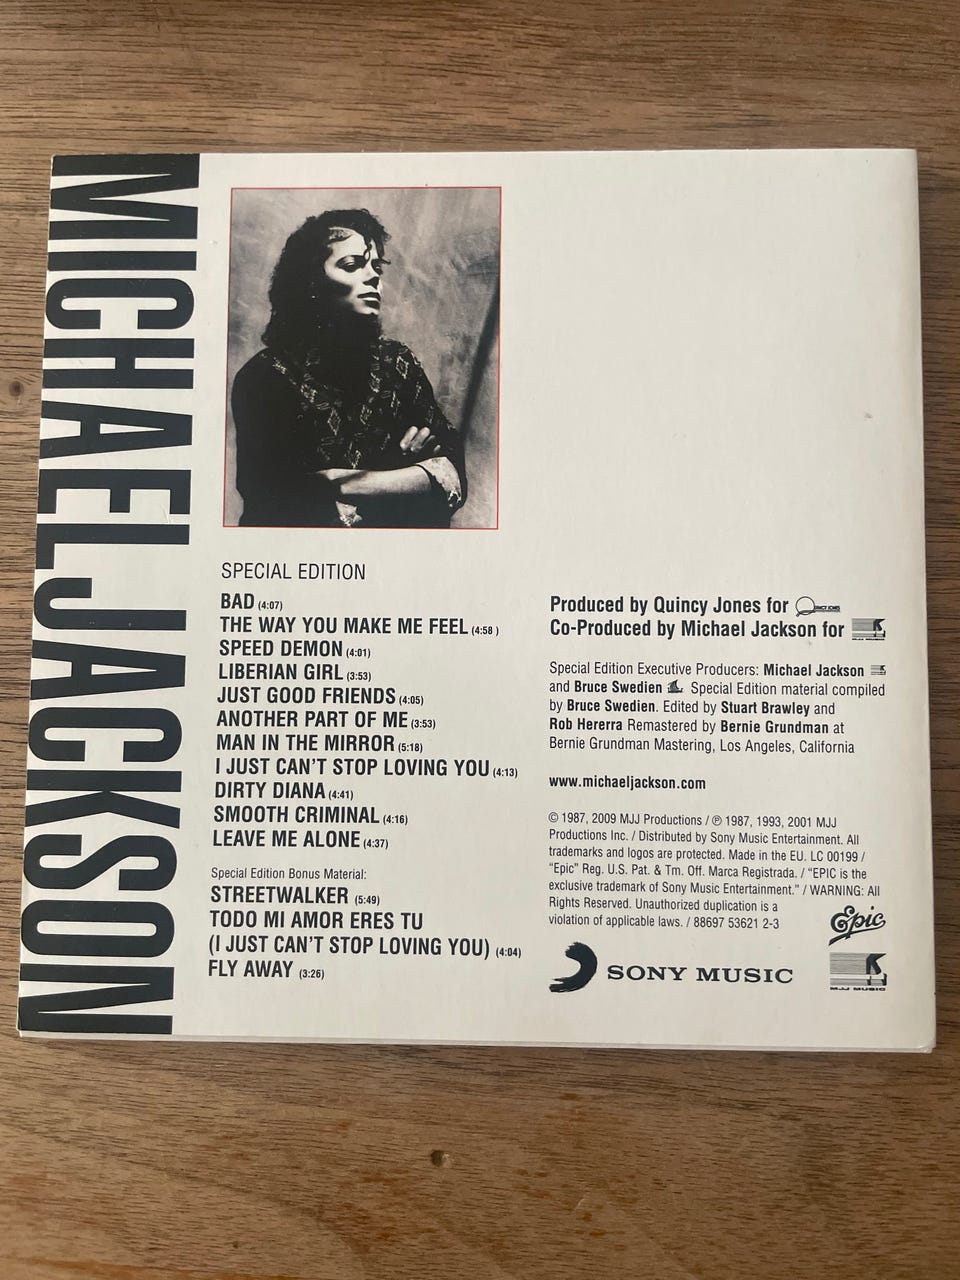 MICHAEL JACKSON
SPECIAL EDITION
BAD (4:07)
THE WAY YOU MAKE ME FEEL (4:58 )
SPEED DEMON (4:01)
LIBERIAN GIRL (3:53)
JUST GOOD FRIENDS (4:05)
ANOTHER PART OF ME (3:53)
MAN IN THE MIRROR (5:18)
I JUST CAN'T STOP LOVING YOU (4:13)
DIRTY DIANA (4:41)
SMOOTH CRIMINAL (4:16)
LEAVE ME ALONE (4:37)
Special Edition Bonus Material:
STREETWALKER (5:49)
TODO MI AMOR ERES TU
(I JUST CAN'T STOP LOVING YOU) (4:04)
FLY AWAY (3:26)
Produced by Quincy Jones for QUINCY JONES
Co-Produced by Michael Jackson for MJJ MUSIC
Special Edition Executive Producers: Michael Jackson
and Bruce Swedien Special Edition material compiled
by Bruce Swedien. Edited by Stuart Brawley and
Rob Hererra Remastered by Bernie Grundman at
Bernie Grundman Mastering, Los Angeles, California
www.michaeljackson.com
© 1987, 2009 MJJ Productions / ℗ 1987, 1993, 2001 MJJ
Productions Inc. / Distributed by Sony Music Entertainment. All
trademarks and logos are protected. Made in the EU. LC 00199 /
"Epic" Reg. U.S. Pat. & Tm. Off. Marca Registrada. / "EPIC is the
exclusive trademark of Sony Music Entertainment." / WARNING: All
Rights Reserved. Unauthorized duplication is a
violation of applicable laws. / 88697 53621 2-3
Epic
SONY MUSIC
MJJ MUSIC